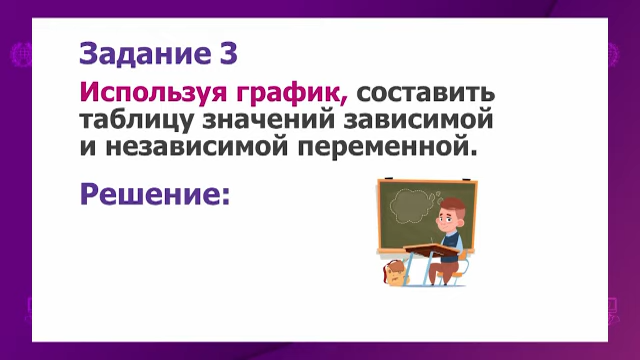 Задание 3
Используя график, составить
таблицу значений зависимой
и независимой переменной.
Решение: